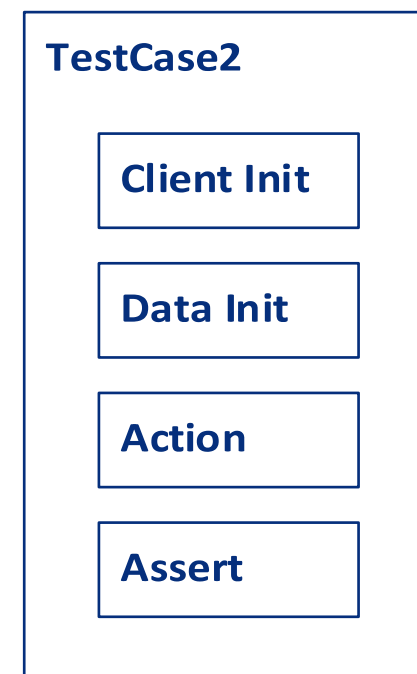 TestCase2
Client Init
Data Init
Action
Assert